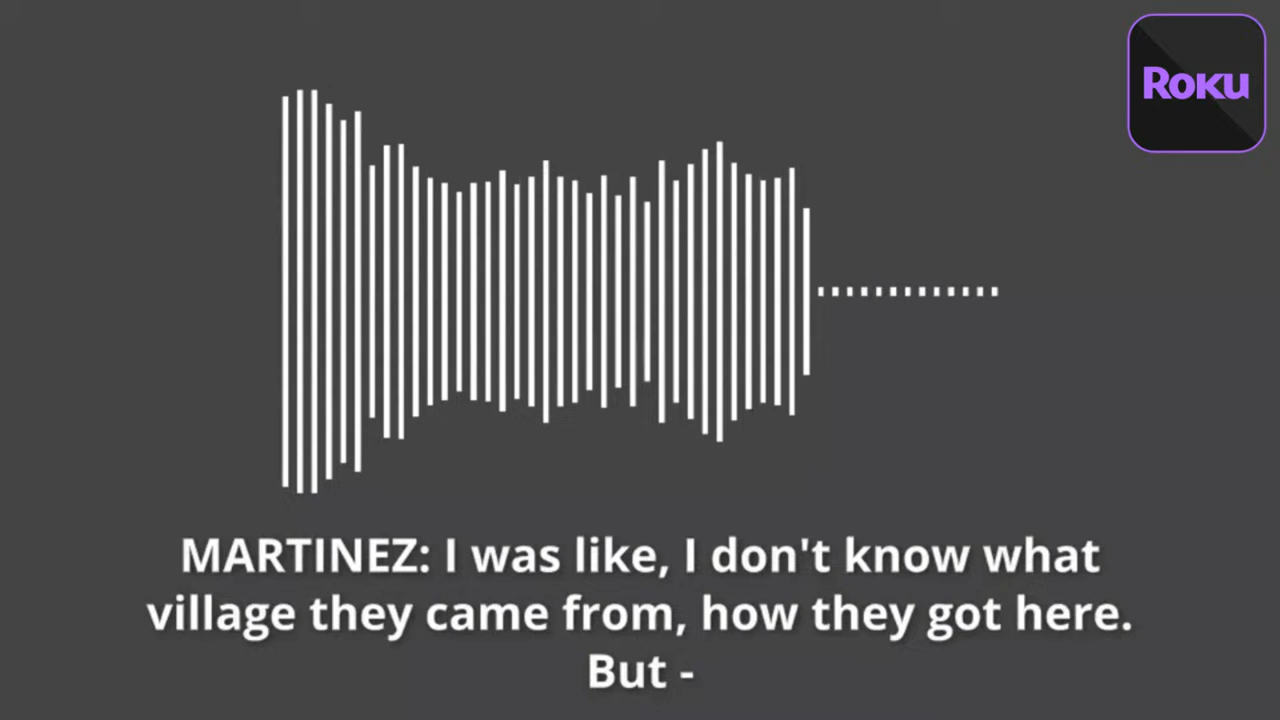 Roku
MARTINEZ: I was like, I don't know what
village they came from, how they got here.
But -